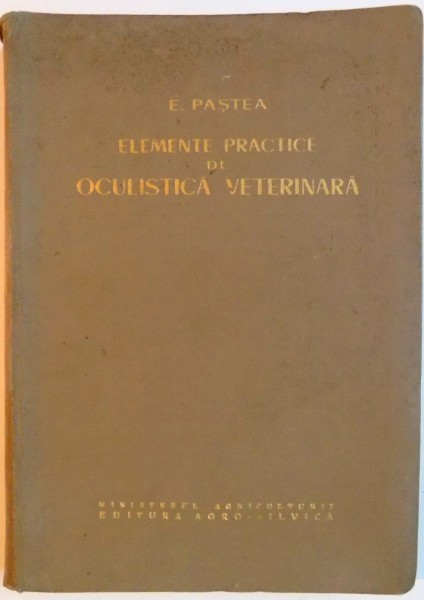 E. PAȘTEA
ELEMENTE PRACTICE
DE
OCULISTICĂ VETERINARĂ
MINISTERUL AGRICULTURII
EDITURA AGRO-SILVICĂ